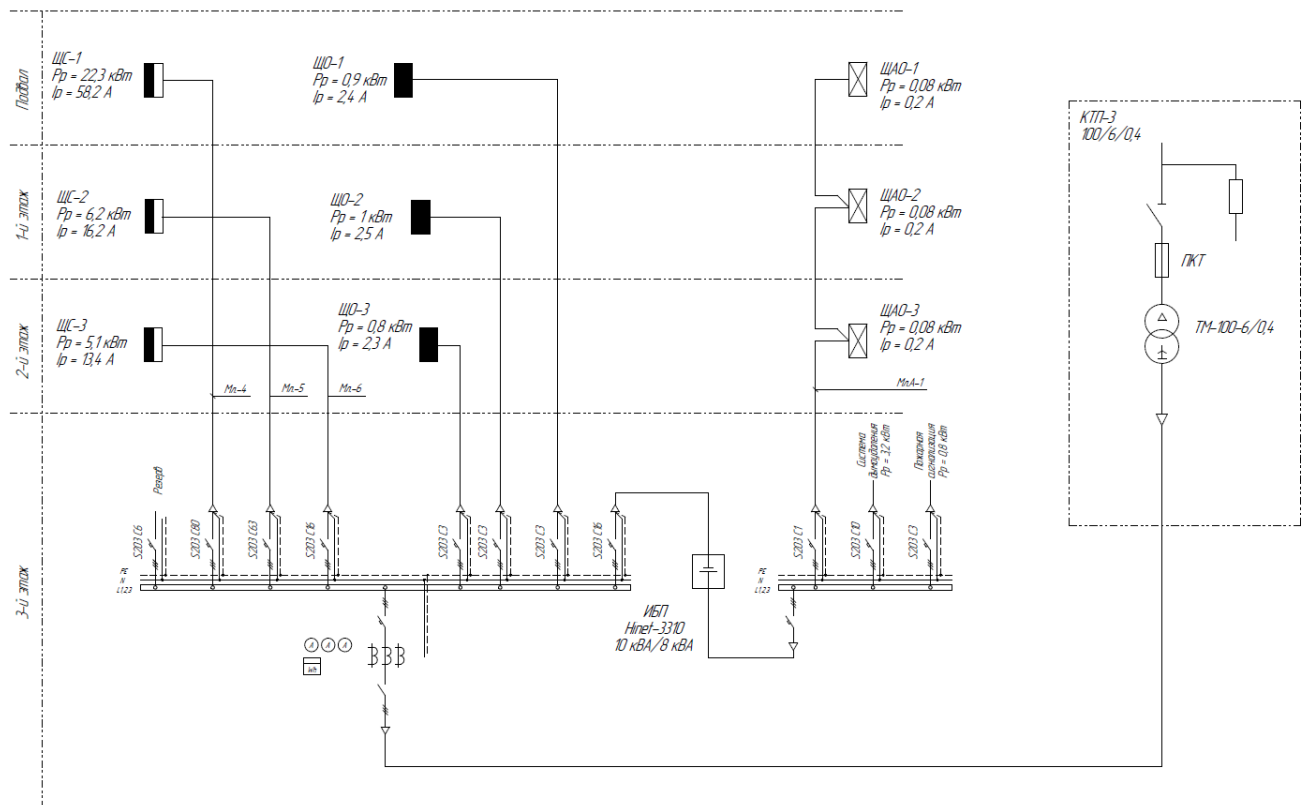 Подвал
ЩС-1
Рр = 22,3 кВт
Iр = 58,2 А
ЩО-1
Рр = 0,9 кВт
Iр = 2,4 А
ЩАО-1
Рр = 0,08 кВт
Iр = 0,2 А
КТП-3
100/6/0,4
1-й этаж
ЩС-2
Рр = 6,2 кВт
Iр = 16,2 А
ЩО-2
Рр = 1 кВт
Iр = 2,5 А
ЩАО-2
Рр = 0,08 кВт
Iр = 0,2 А
ПКТ
2-й этаж
ЩС-3
Рр = 5,1 кВт
Iр = 13,4 А
ЩО-3
Рр = 0,8 кВт
Iр = 2,3 А
ЩАО-3
Рр = 0,08 кВт
Iр = 0,2 А
ТМ-100-6/0,4
Мл-4
Мл-5
Мл-6
МлА-1
3-й этаж
Резерв
Система
дымоудаления
Рр = 3,2 кВт
Пожарная
сигнализация
Рр = 0,8 кВт
S203 C6
S203 C80
S203 C63
S203 C16
S203 C3
S203 C3
S203 C3
S203 C16
S203 C1
S203 C10
S203 C3
PE
N
L1,2,3
PE
N
L1,2,3
A
A
A
Wh
ИБП
Hinet-3310
10 кВА/8 кВА